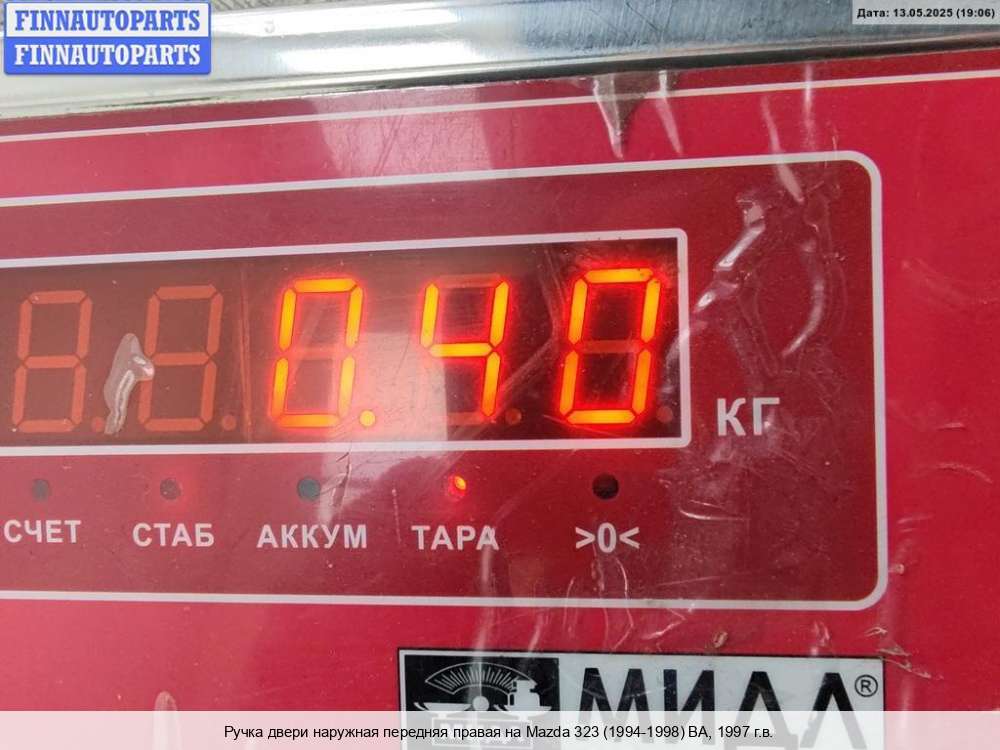 FINNAUTOPARTS
FINNAUTOPARTS
Дата: 13.05.2025 (19:06)
0.40
КГ
СЧЕТ СТАБ АККУМ ТАРА >0<
МИДЛ®
Ручка двери наружная передняя правая на Mazda 323 (1994-1998) BA, 1997 г.в.